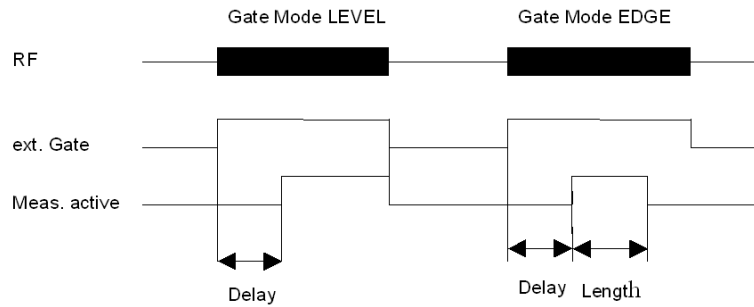 Gate Mode LEVEL
Gate Mode EDGE
RF
ext. Gate
Meas. active
Delay
Delay
Length